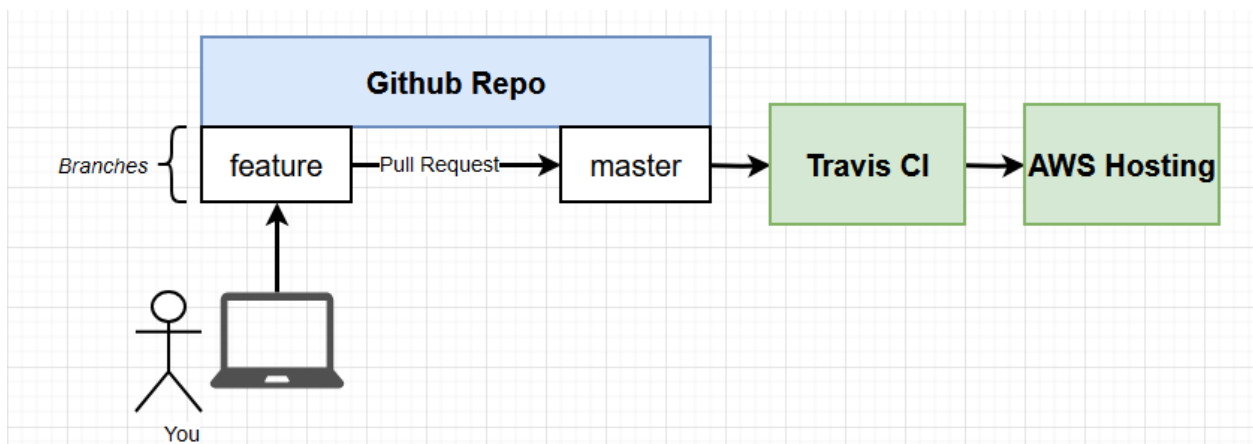 Github Repo
Branches
feature
Pull Request
master
Travis CI
AWS Hosting
You